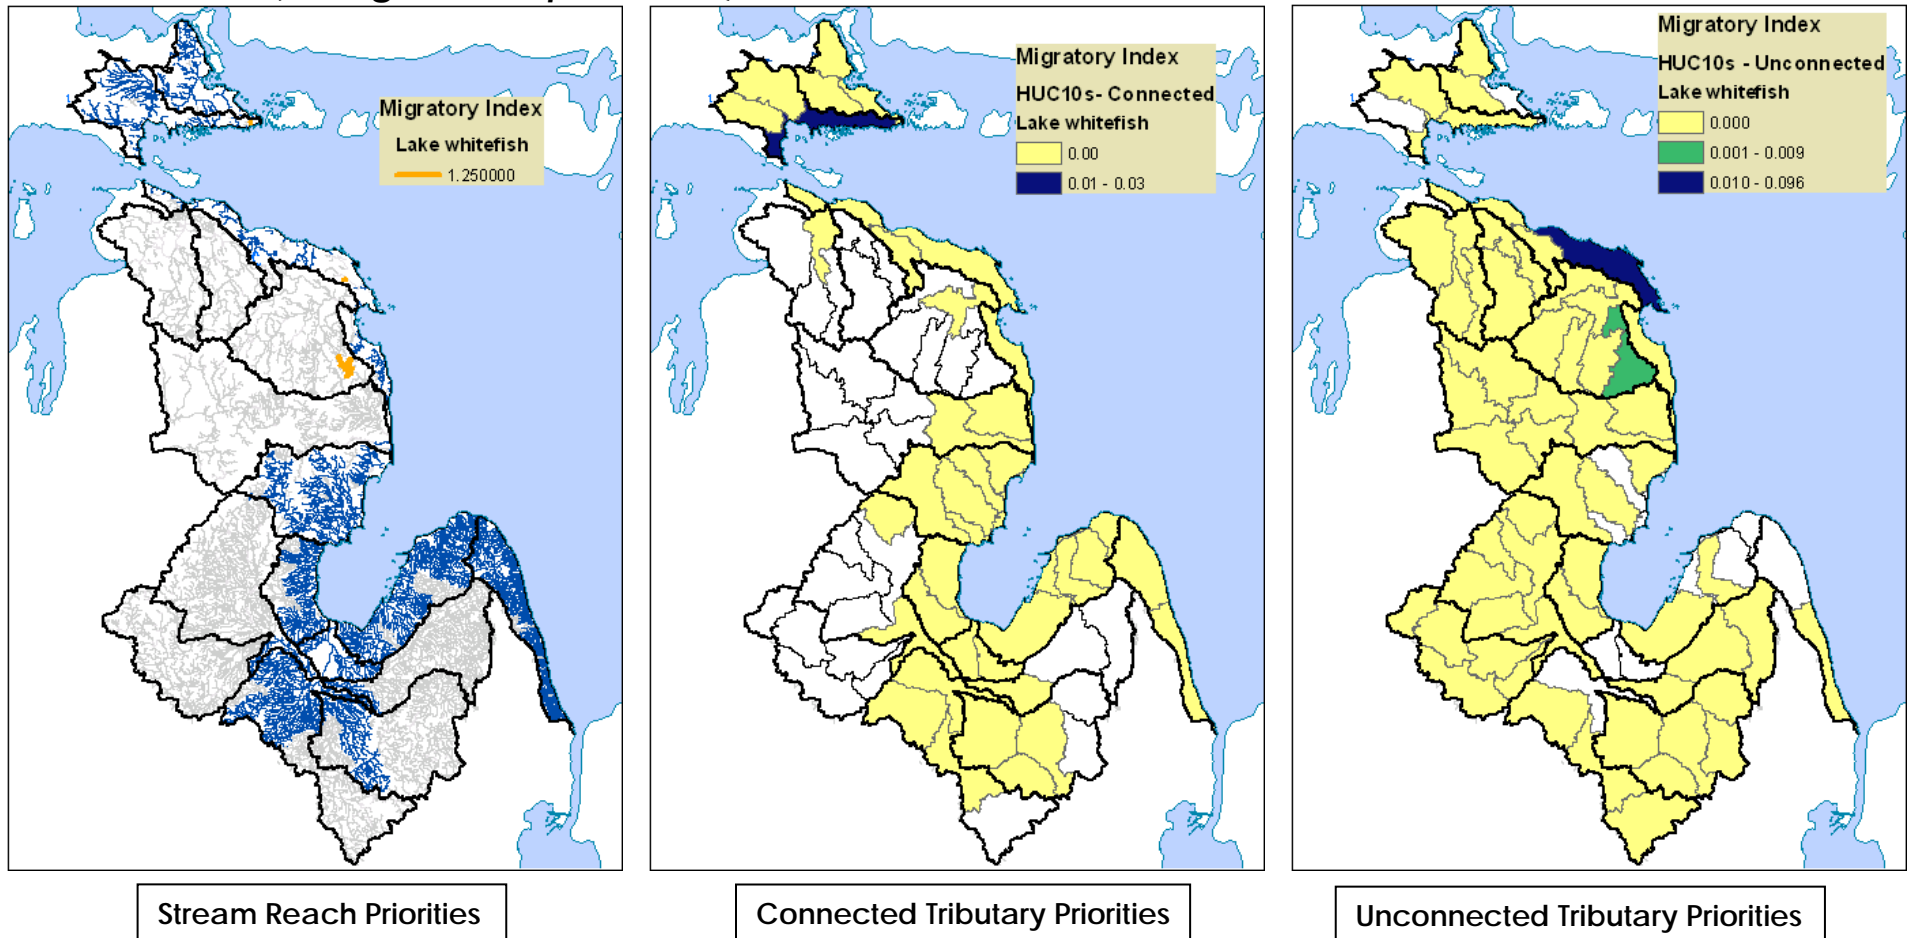 Migratory Index
Lake whitefish
1.250000
Migratory Index
HUC10s- Connected
Lake whitefish
0.00
0.01 - 0.03
Migratory Index
HUC10s - Unconnected
Lake whitefish
0.000
0.001 - 0.009
0.010 - 0.096
Stream Reach Priorities
Connected Tributary Priorities
Unconnected Tributary Priorities